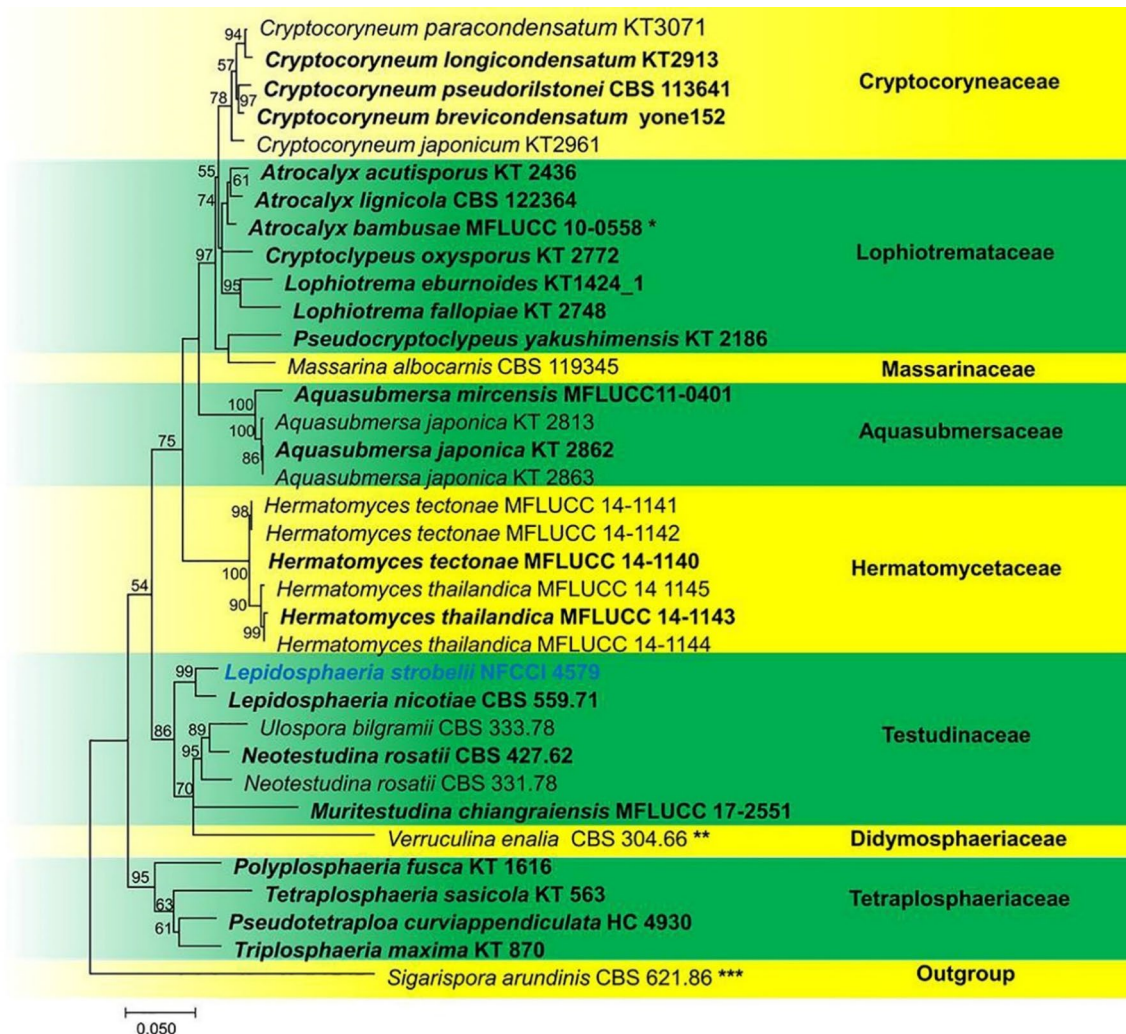 94
Cryptocoryneum paracondensatum KT3071
57
Cryptocoryneum longicondensatum KT2913
Cryptocoryneum pseudorilstonei CBS 113641
Cryptocoryneaceae
78
97
Cryptocoryneum brevicondensatum yone152
Cryptocoryneum japonicum KT2961
55
Atrocalyx acutisporus KT 2436
61
74
Atrocalyx lignicola CBS 122364
Atrocalyx bambusae MFLUCC 10-0558 *
97
Cryptoclypeus oxysporus KT 2772
Lophiotremataceae
95
Lophiotrema eburnoides KT1424_1
Lophiotrema fallopiae KT 2748
Pseudocryptoclypeus yakushimensis KT 2186
Massarina albocarnis CBS 119345
Massarinaceae
Aquasubmersa mircensis MFLUCC11-0401
100
Aquasubmersa japonica KT 2813
100
Aquasubmersaceae
75
Aquasubmersa japonica KT 2862
86
Aquasubmersa japonica KT 2863
Hermatomyces tectonae MFLUCC 14-1141
98
Hermatomyces tectonae MFLUCC 14-1142
Hermatomyces tectonae MFLUCC 14-1140
Hermatomycetaceae
100
54
Hermatomyces thailandica MFLUCC 14 1145
90
Hermatomyces thailandica MFLUCC 14-1143
99
Hermatomyces thailandica MFLUCC 14-1144
Lepidosphaeria strobelii NFCCI 4579
99
Lepidosphaeria nicotiae CBS 559.71
86
89
Ulospora bilgramii CBS 333.78
Testudinaceae
95
Neotestudina rosatii CBS 427.62
Neotestudina rosatii CBS 331.78
70
Muritestudina chiangraiensis MFLUCC 17-2551
Verruculina enalia CBS 304.66 **
Didymosphaeriaceae
Polyplosphaeria fusca KT 1616
95
Tetraplosphaeria sasicola KT 563
Tetraplosphaeriaceae
63
Pseudotetraploa curviappendiculata HC 4930
61
Triplosphaeria maxima KT 870
Sigarispora arundinis CBS 621.86 ***
Outgroup
0.050